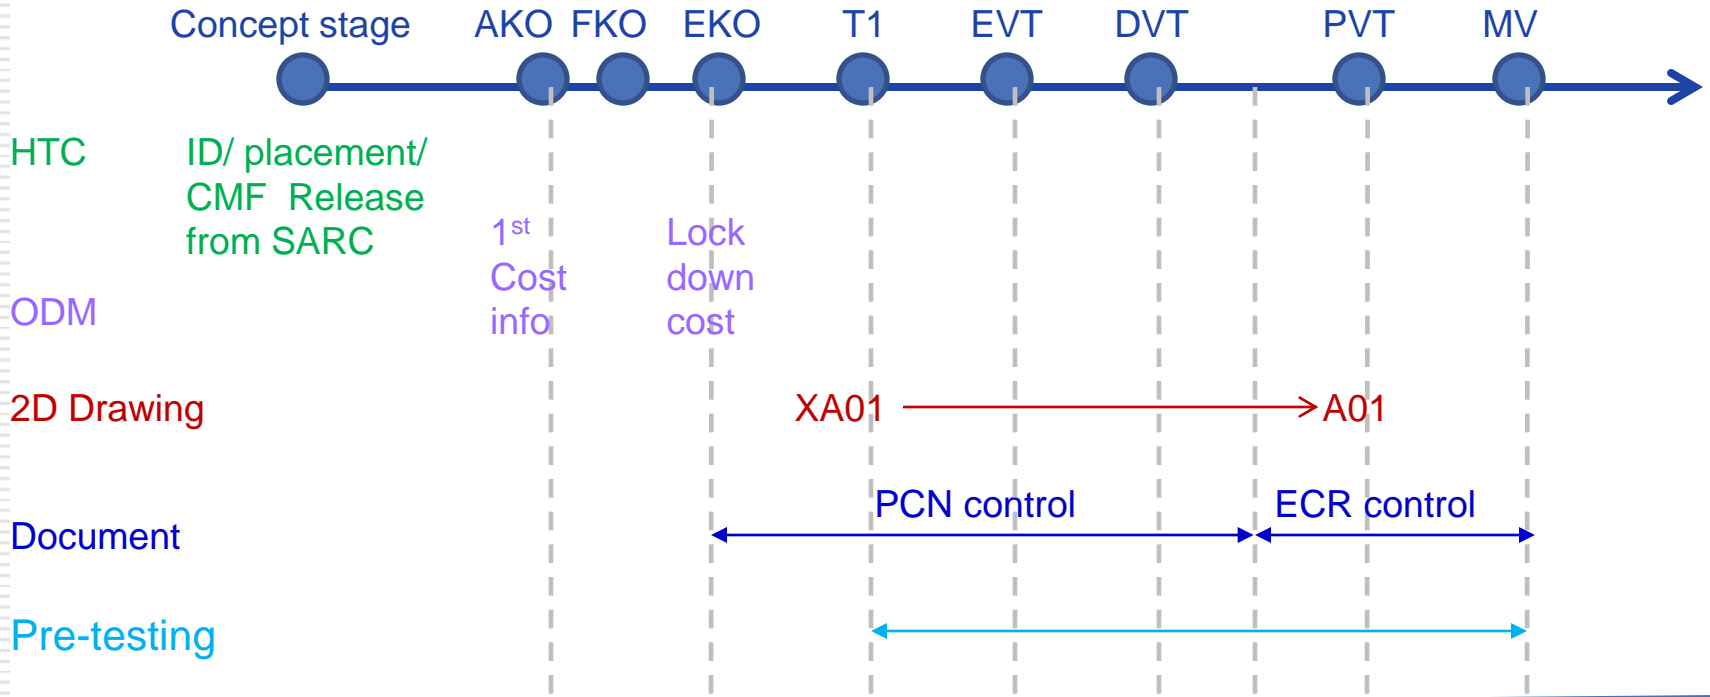 Concept stage AKO FKO EKO T1 EVT DVT PVT MV
HTC
ID/ placement/
CMF Release
from SARC
1st
Cost
info
Lock
down
cost
ODM
2D Drawing XA01 A01
PCN control ECR control
Document
Pre-testing